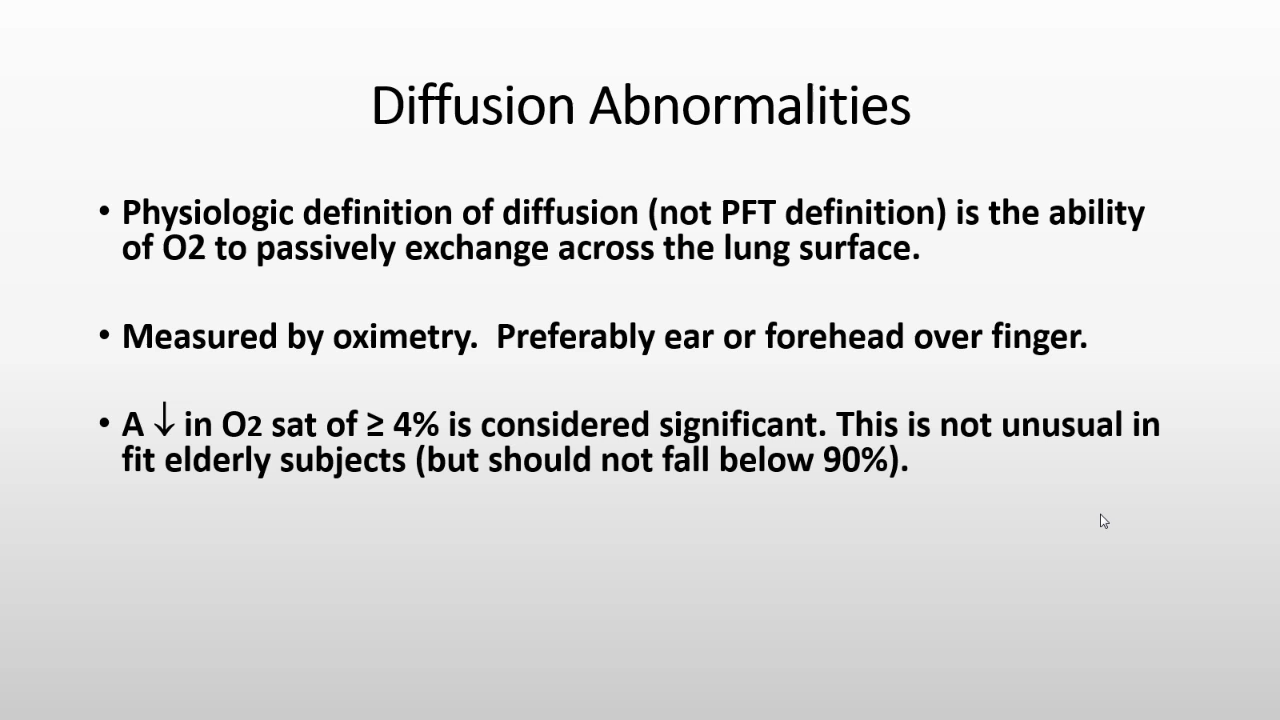 Diffusion Abnormalities
• Physiologic definition of diffusion (not PFT definition) is the ability
of O2 to passively exchange across the lung surface.
• Measured by oximetry.  Preferably ear or forehead over finger.
• A ↓ in O2 sat of ≥ 4% is considered significant. This is not unusual in
fit elderly subjects (but should not fall below 90%).